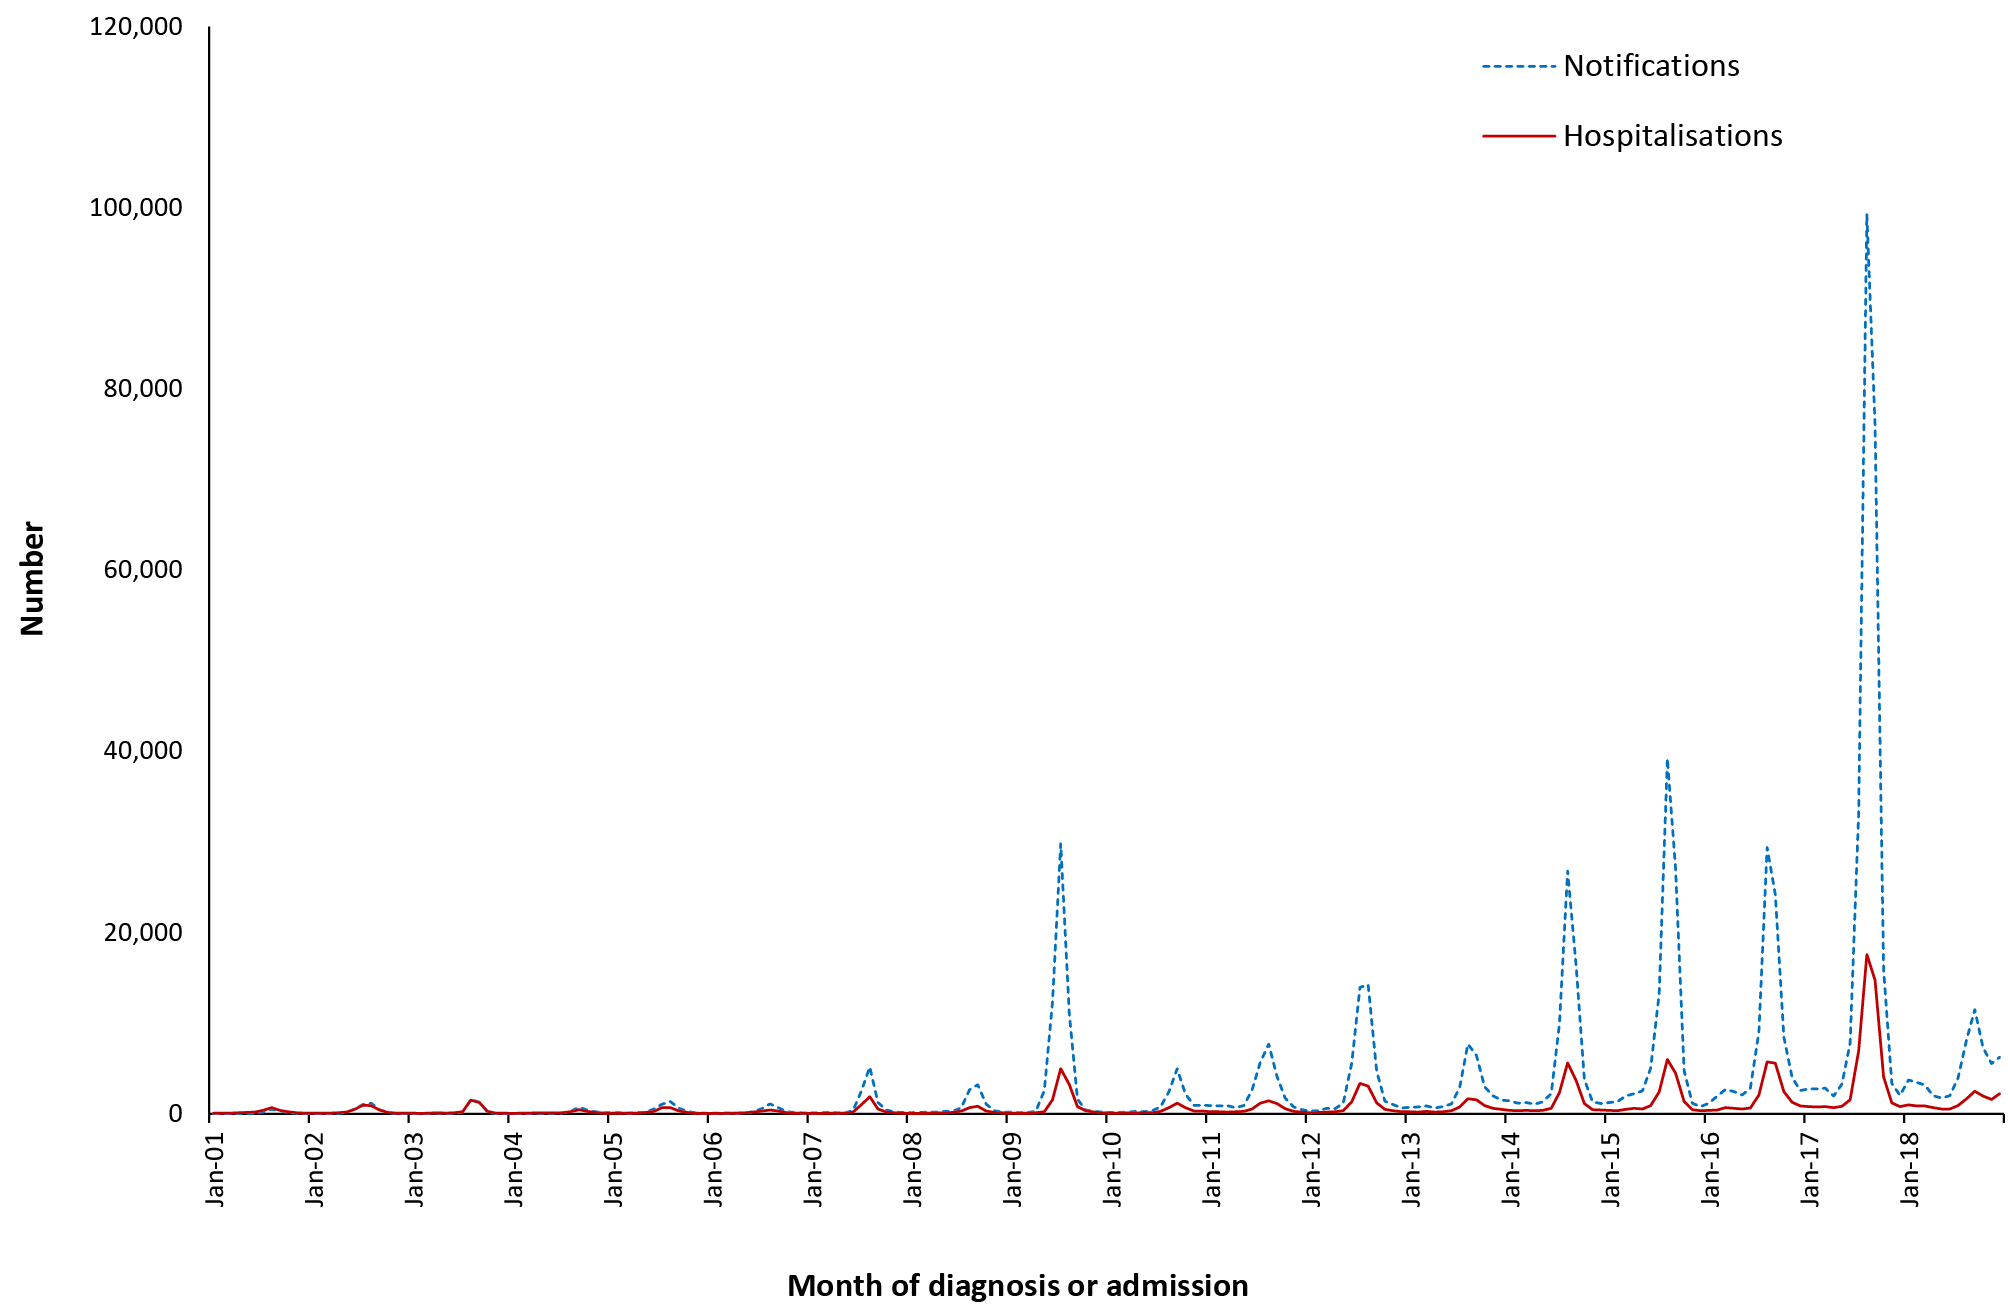 120,000
100,000
80,000
60,000
40,000
20,000
0
Number
Notifications
Hospitalisations
Jan-01
Jan-02
Jan-03
Jan-04
Jan-05
Jan-06
Jan-07
Jan-08
Jan-09
Jan-10
Jan-11
Jan-12
Jan-13
Jan-14
Jan-15
Jan-16
Jan-17
Jan-18
Month of diagnosis or admission